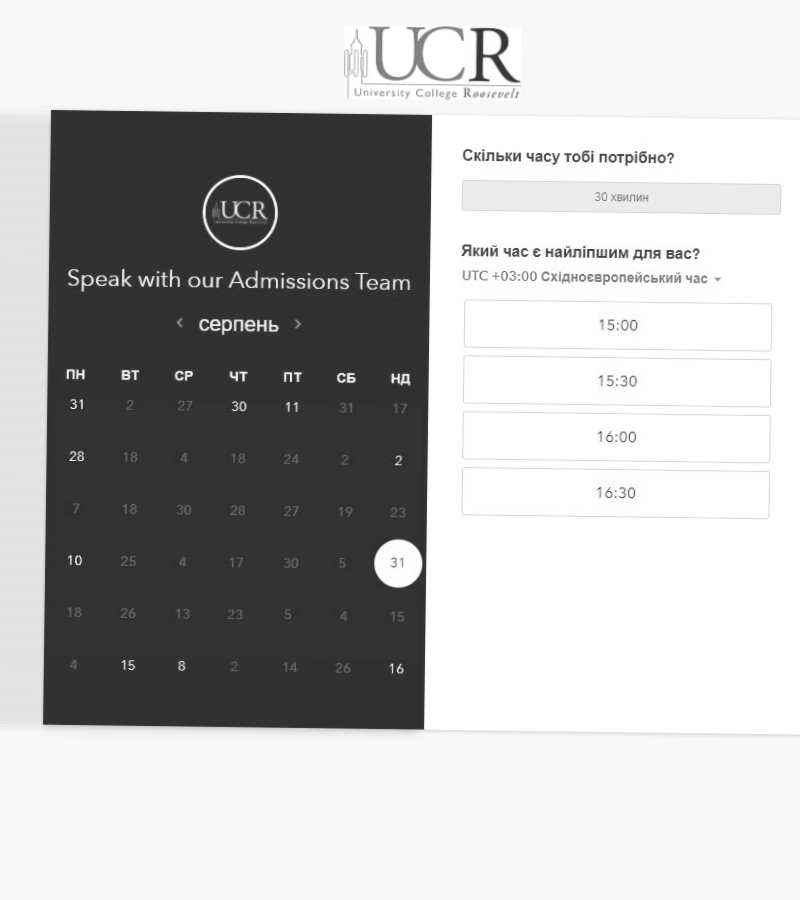 UCR
University College Roosevelt
UCR
Speak with our Admissions Team
серпень
ПН ВТ СР ЧТ ПТ СБ НД
31 2 27 30 11 31 17
28 18 4 18 24 2 2
7 18 30 28 27 19 23
10 25 4 17 30 5 31
18 26 13 23 5 4 15
4 15 8 2 14 26 16
Скільки часу тобі потрібно?
30 хвилин
Який час є найліпшим для вас?
UTC +03:00 Східноєвропейський час
15:00
15:30
16:00
16:30